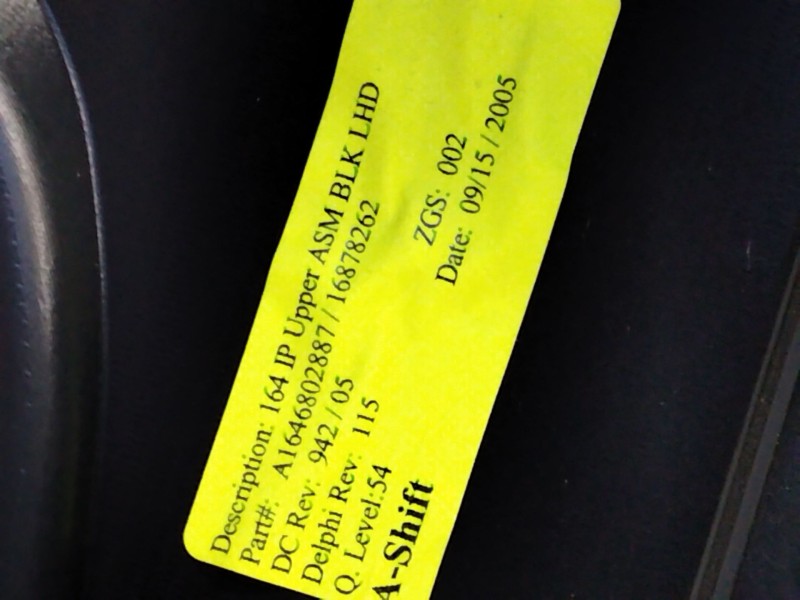 Description: 164 IP Upper ASM BLK LHD
Part#: A1646802887 / 16878262
DC Rev: 942 / 05
Delphi Rev: 115
Q. Level:54
A-Shift
ZGS: 002
Date: 09/15 / 2005